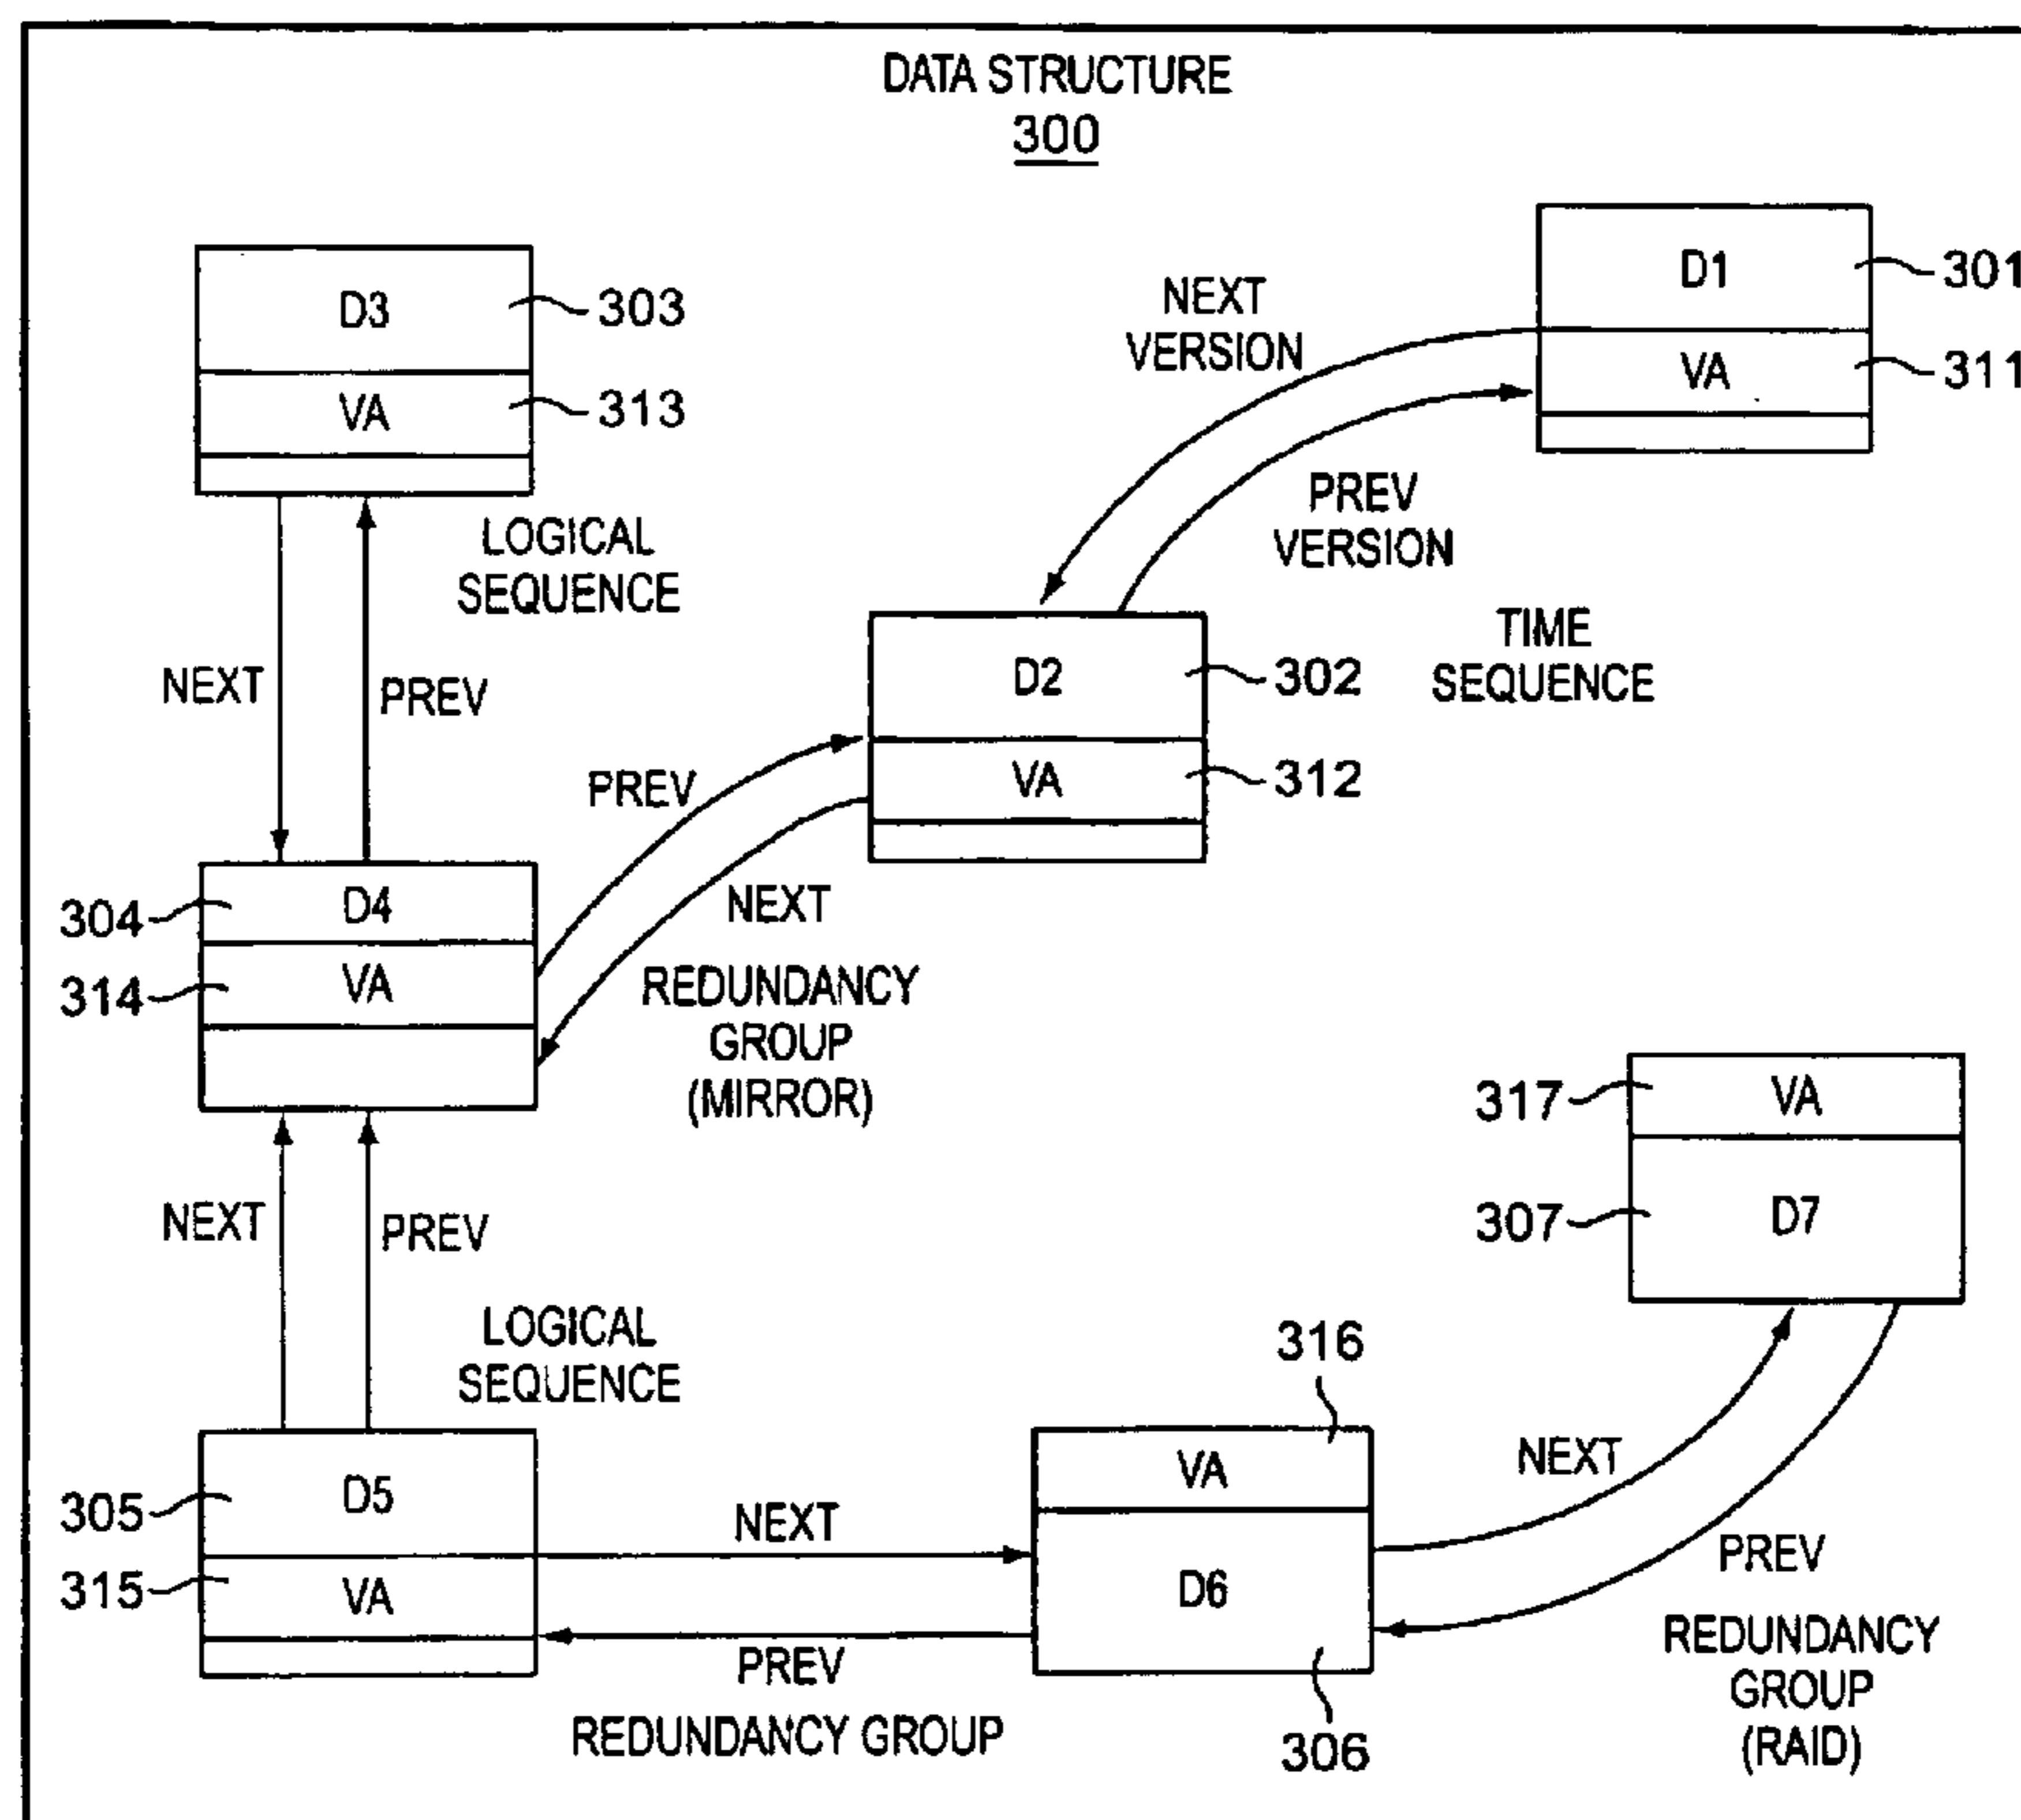 DATA STRUCTURE
300
D1
301
VA
311
D3
303
VA
313
NEXT
VERSION
PREV
VERSION
TIME
SEQUENCE
LOGICAL
SEQUENCE
NEXT
PREV
D2
302
VA
312
PREV
NEXT
304
D4
314
VA
REDUNDANCY
GROUP
(MIRROR)
317
VA
307
D7
NEXT
PREV
LOGICAL
SEQUENCE
305
D5
315
VA
NEXT
PREV
REDUNDANCY GROUP
316
VA
D6
306
NEXT
PREV
REDUNDANCY
GROUP
(RAID)